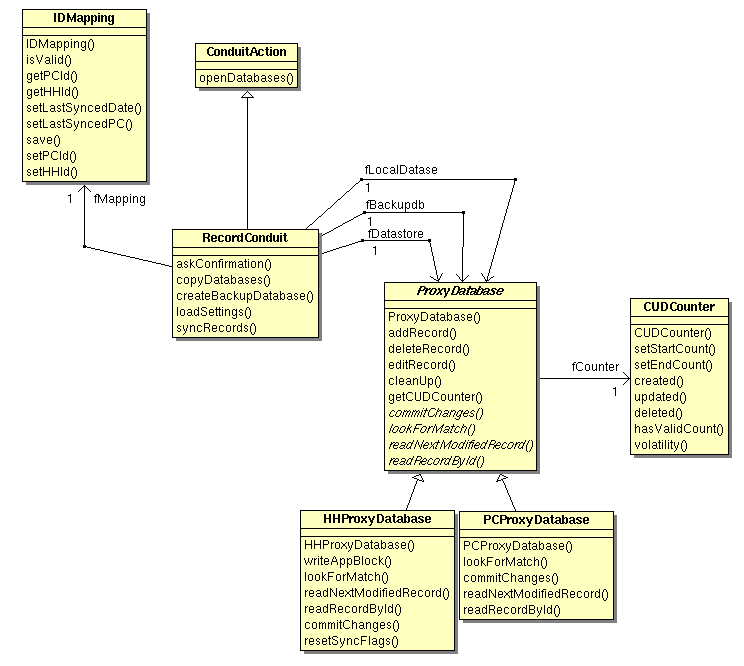 IDMapping
IDMapping()
isValid()
getPCId()
getHHId()
setLastSyncedDate()
setLastSyncedPC()
save()
setPCId()
setHHId()
ConduitAction
openDatabases()
1
fMapping
fLocalDatase
1
fBackupdb
1
fDatastore
1
RecordConduit
askConfirmation()
copyDatabases()
createBackupDatabase()
loadSettings()
syncRecords()
ProxyDatabase
ProxyDatabase()
addRecord()
deleteRecord()
editRecord()
cleanUp()
getCUDCounter()
commitChanges()
lookForMatch()
readNextModifiedRecord()
readRecordById()
fCounter
1
CUDCounter
CUDCounter()
setStartCount()
setEndCount()
created()
updated()
deleted()
hasValidCount()
volatility()
HHProxyDatabase
HHProxyDatabase()
writeAppBlock()
lookForMatch()
readNextModifiedRecord()
readRecordById()
commitChanges()
resetSyncFlags()
PCProxyDatabase
PCProxyDatabase()
lookForMatch()
commitChanges()
readNextModifiedRecord()
readRecordById()